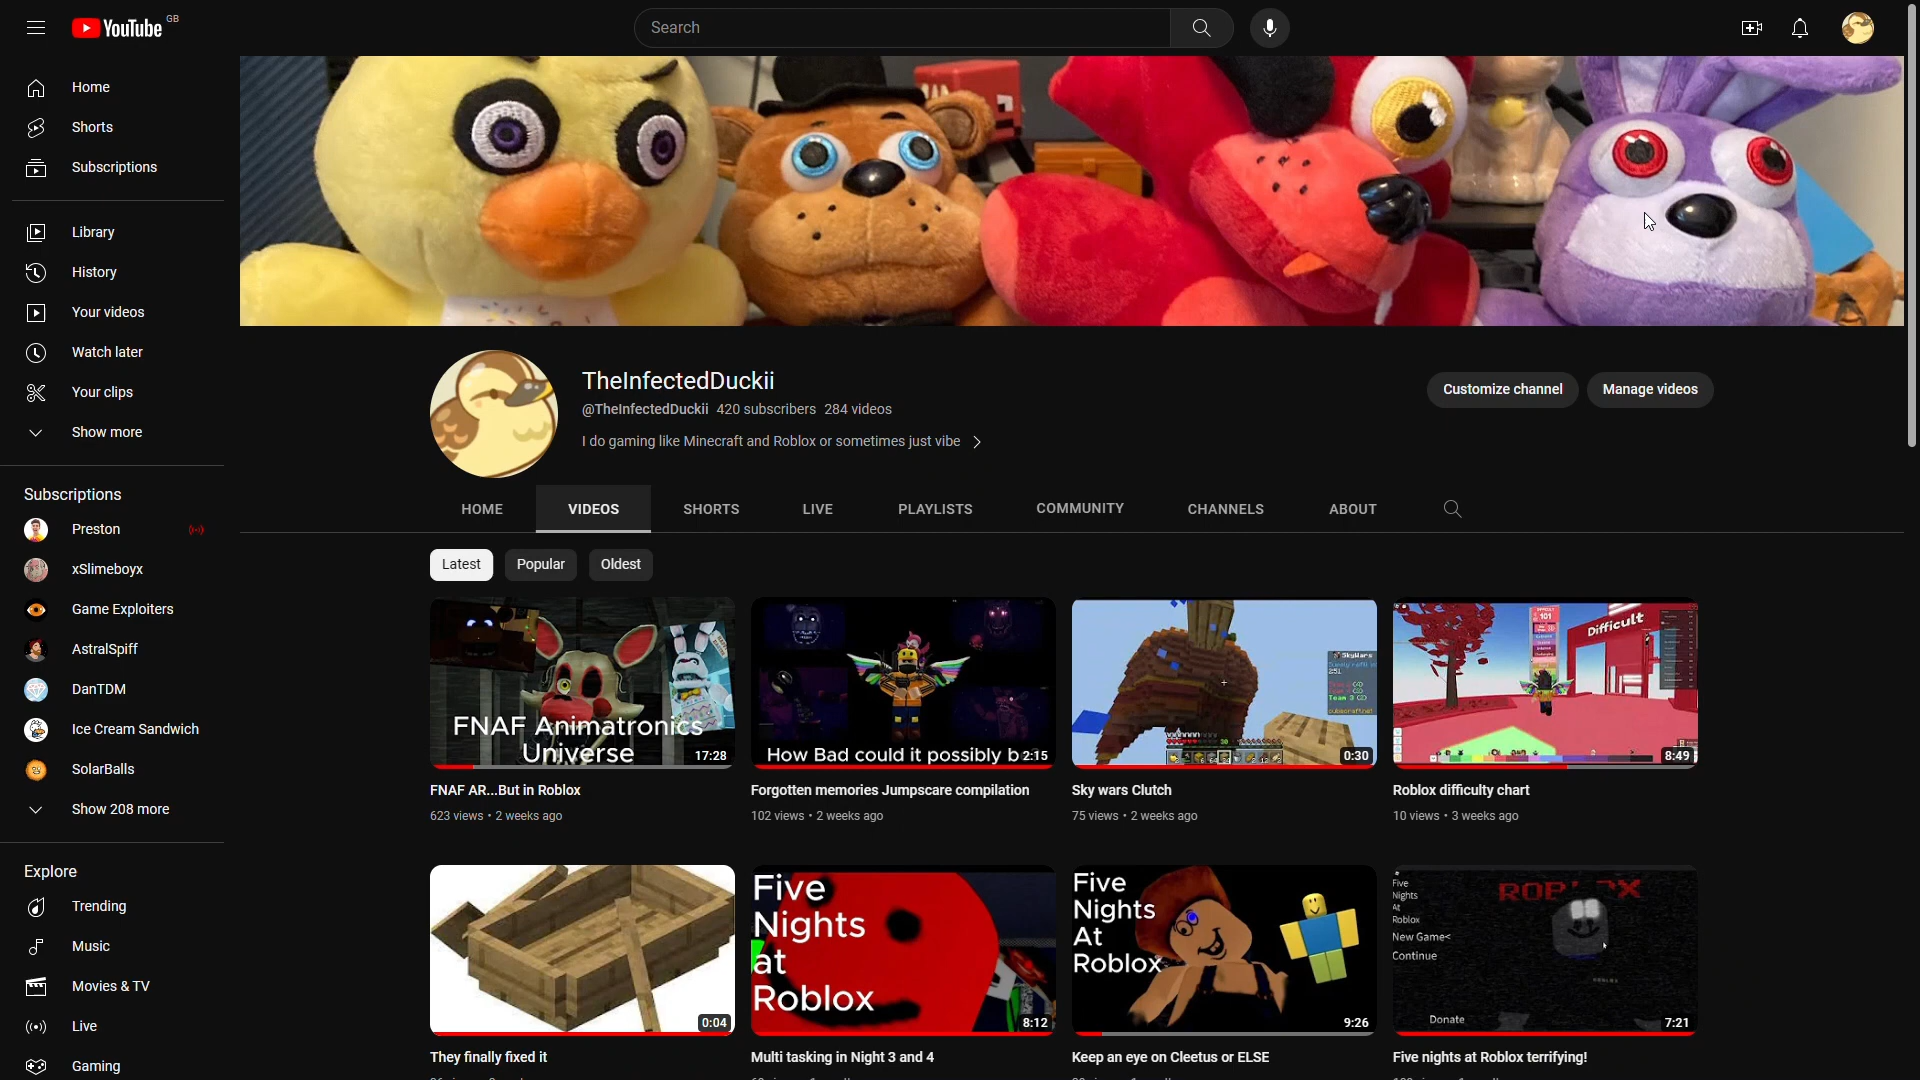 YouTube GB
Search
Home
Shorts
Subscriptions
Library
History
Your videos
Watch later
Your clips
Show more
Subscriptions
Preston
xSlimeboyx
Game Exploiters
AstralSpiff
DanTDM
Ice Cream Sandwich
SolarBalls
Show 208 more
Explore
Trending
Music
Movies & TV
Live
Gaming
TheInfectedDuckii
@TheInfectedDuckii 420 subscribers 284 videos
I do gaming like Minecraft and Roblox or sometimes just vibe
Customize channel
Manage videos
HOME
VIDEOS
SHORTS
LIVE
PLAYLISTS
COMMUNITY
CHANNELS
ABOUT
Latest
Popular
Oldest
FNAF Animatronics
Universe
17:28
FNAF AR...But in Roblox
623 views • 2 weeks ago
How Bad could it possibly b
2:15
Forgotten memories Jumpscare compilation
102 views • 2 weeks ago
SkyWars
0:30
Sky wars Clutch
75 views • 2 weeks ago
101
Difficult
8:49
Roblox difficulty chart
10 views • 3 weeks ago
0:04
They finally fixed it
Five
Nights
at
Roblox
8:12
Multi tasking in Night 3 and 4
Five
Nights
At
Roblox
9:26
Keep an eye on Cleetus or ELSE
Five
Nights
At
Roblox
New Game<
Continue
Donate
7:21
Five nights at Roblox terrifying!